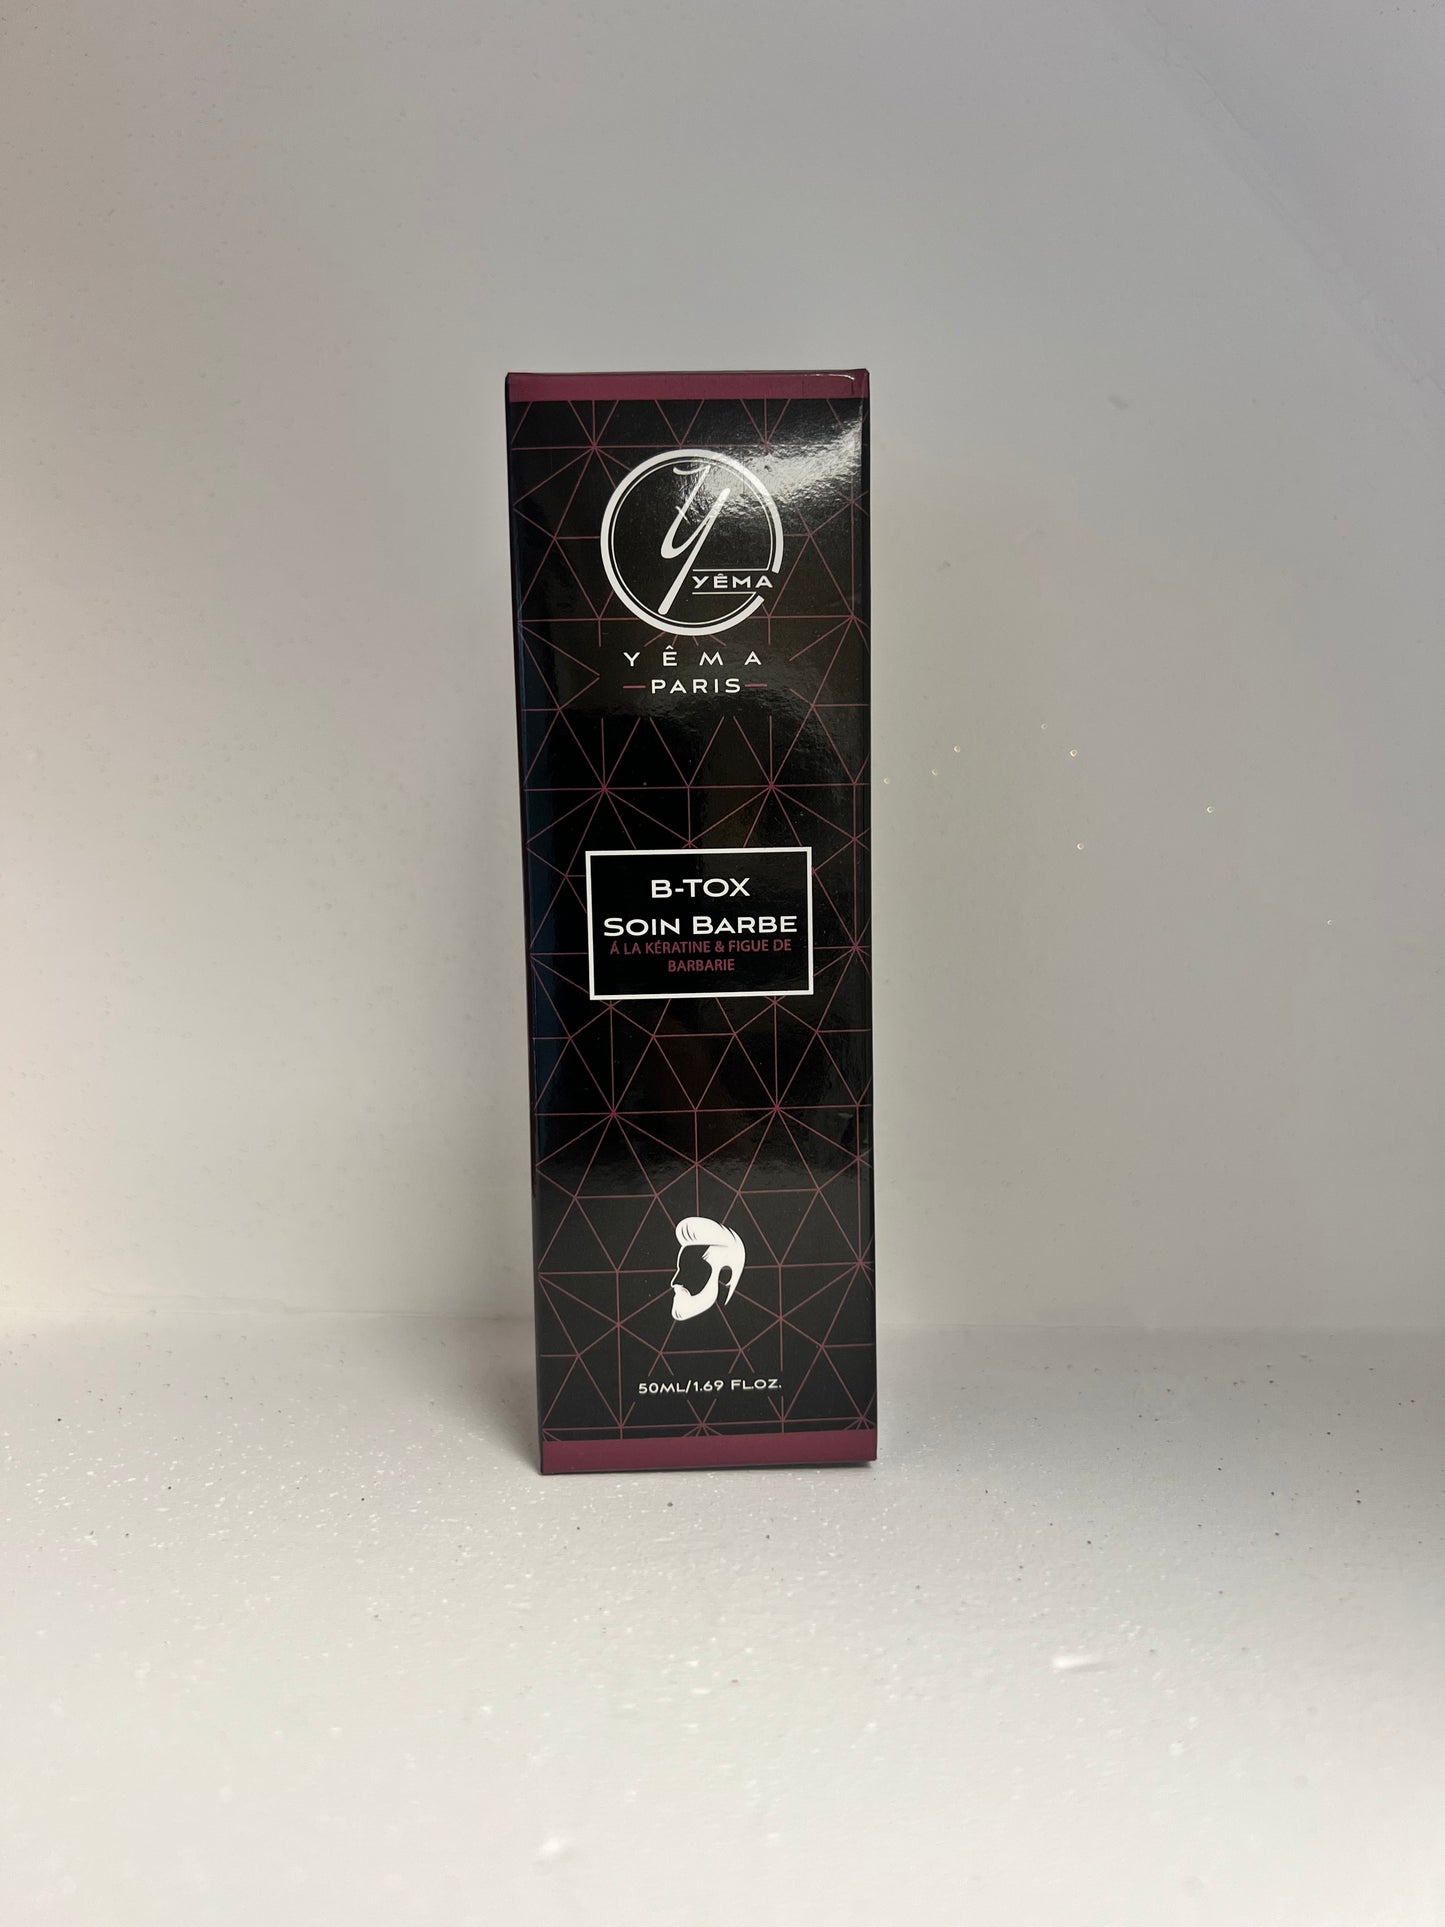 Y
YÊMA
YÊMA
PARIS
B-TOX
SOIN BARBE
Á LA KÉRATINE & FIGUE DE
BARBARIE
50ML/1.69 FL.OZ.